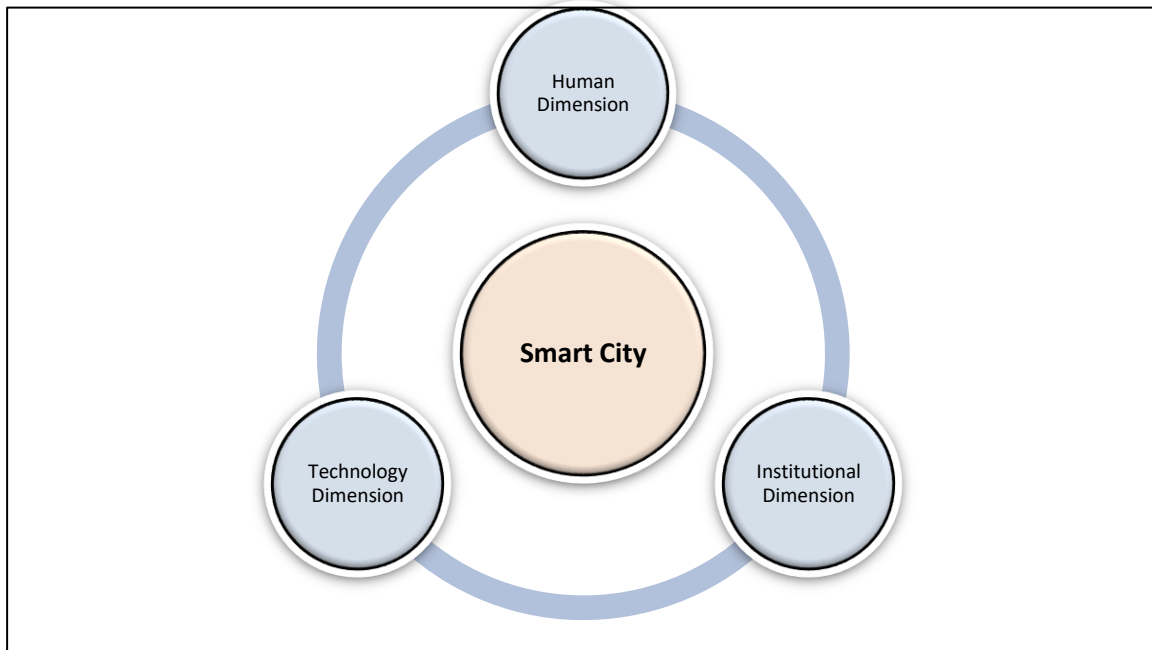 Human
Dimension
Smart City
Technology
Dimension
Institutional
Dimension